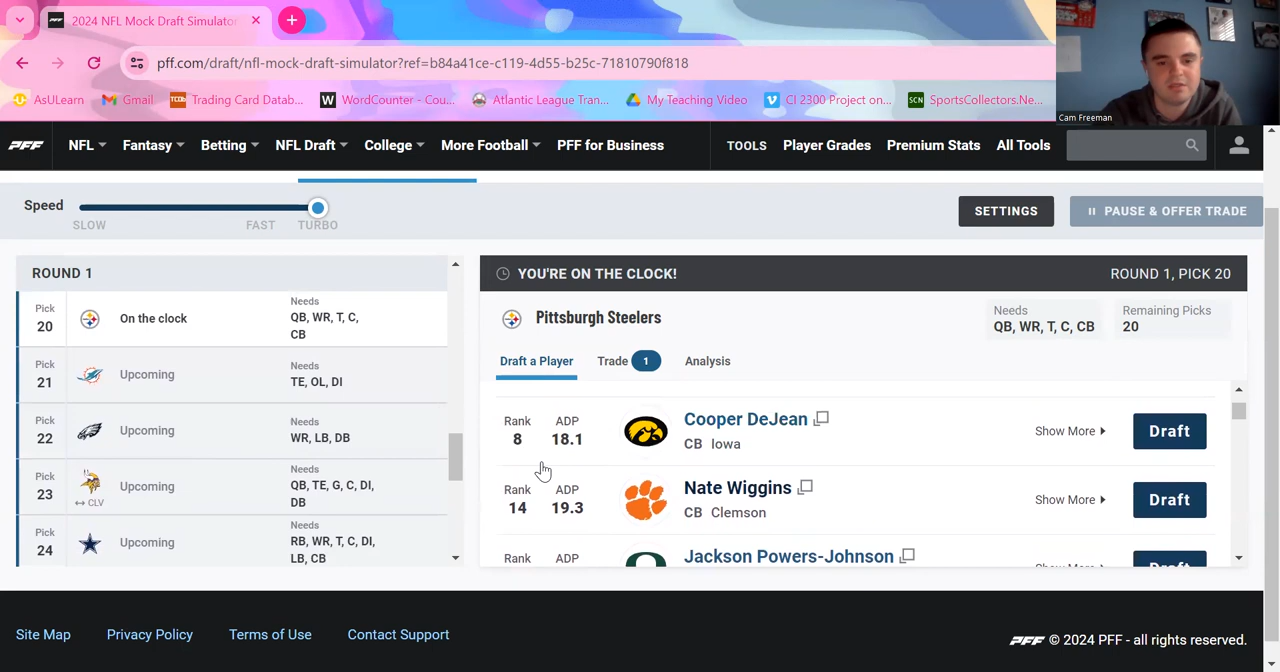 PFF 2024 NFL Mock Draft Simulator
pff.com/draft/nfl-mock-draft-simulator?ref=b84a41ce-c119-4d55-b25c-71810790f683
AsULearn Gmail Trading Card Datab... WordCounter - Cou... Atlantic League Tran... My Teaching Video CI 2300 Project on... SCN SportsCollectors.Ne...
Cam Freeman
PFF NFL Fantasy Betting NFL Draft College More Football PFF for Business TOOLS Player Grades Premium Stats All Tools
Speed
SLOW FAST TURBO
SETTINGS PAUSE & OFFER TRADE
ROUND 1
Pick 20 On the clock Needs
QB, WR, T, C,
CB
Pick 21 Upcoming Needs
TE, OL, DI
Pick 22 Upcoming Needs
WR, LB, DB
Pick 23 ↔ CLV Upcoming Needs
QB, TE, G, C, DI,
DB
Pick 24 Upcoming Needs
RB, WR, T, C, DI,
LB, CB
YOU'RE ON THE CLOCK! ROUND 1, PICK 20
Pittsburgh Steelers
Needs
QB, WR, T, C, CB
Remaining Picks
20
Draft a Player Trade 1 Analysis
Rank 8 ADP 18.1 Cooper DeJean
CB Iowa
Show More Draft
Rank 14 ADP 19.3 Nate Wiggins
CB Clemson
Show More Draft
Rank ADP Jackson Powers-Johnson
Show More Draft
Site Map Privacy Policy Terms of Use Contact Support
PFF © 2024 PFF - all rights reserved.